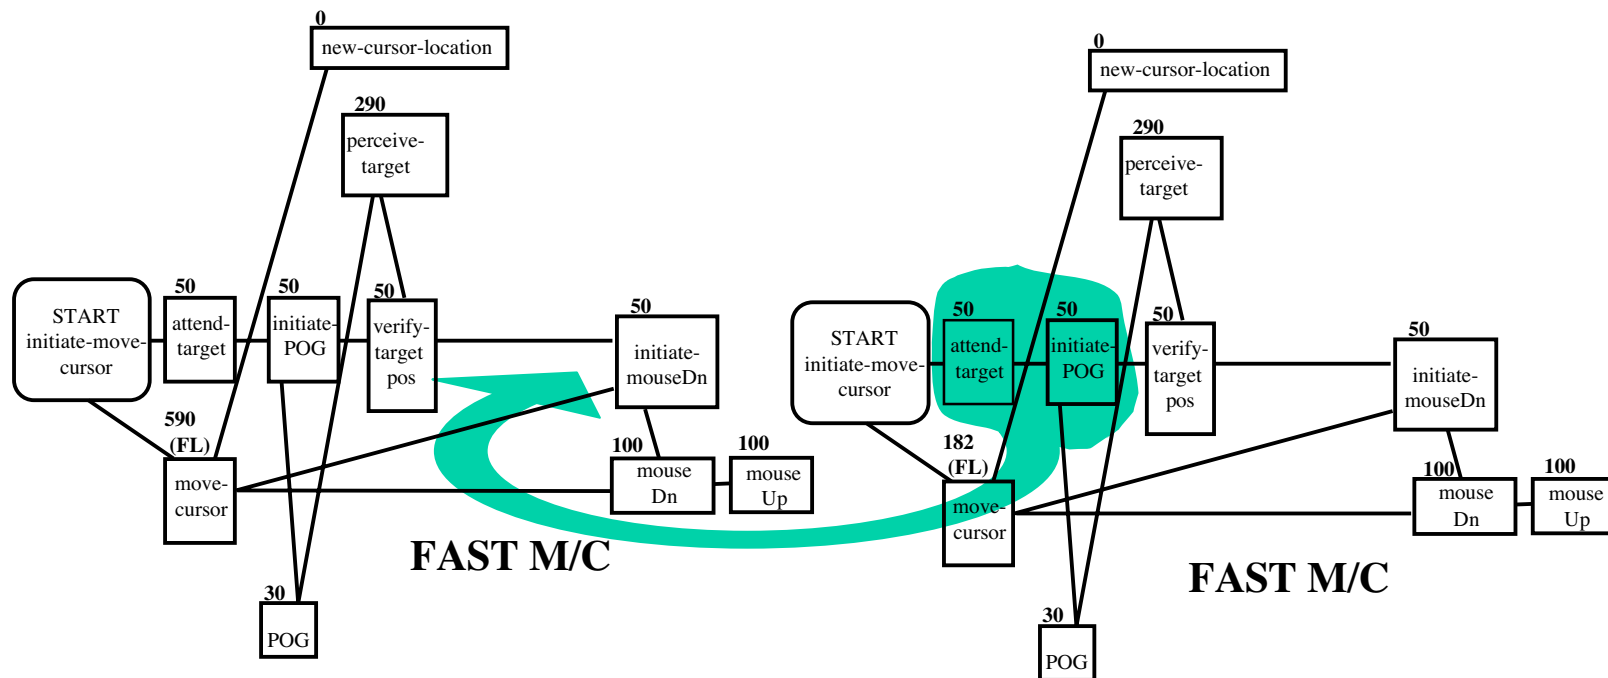 0
new-cursor-location
290
perceive-
target
50
50
50
50
START
initiate-move-
cursor
attend-
target
initiate-
POG
verify-
target
pos
initiate-
mouseDn
590
(FL)
move-
cursor
100
mouse
Dn
100
mouse
Up
FAST M/C
30
POG
0
new-cursor-location
290
perceive-
target
50
50
50
50
START
initiate-move-
cursor
attend-
target
initiate-
POG
verify-
target
pos
initiate-
mouseDn
182
(FL)
move-
cursor
100
mouse
Dn
100
mouse
Up
FAST M/C
30
POG